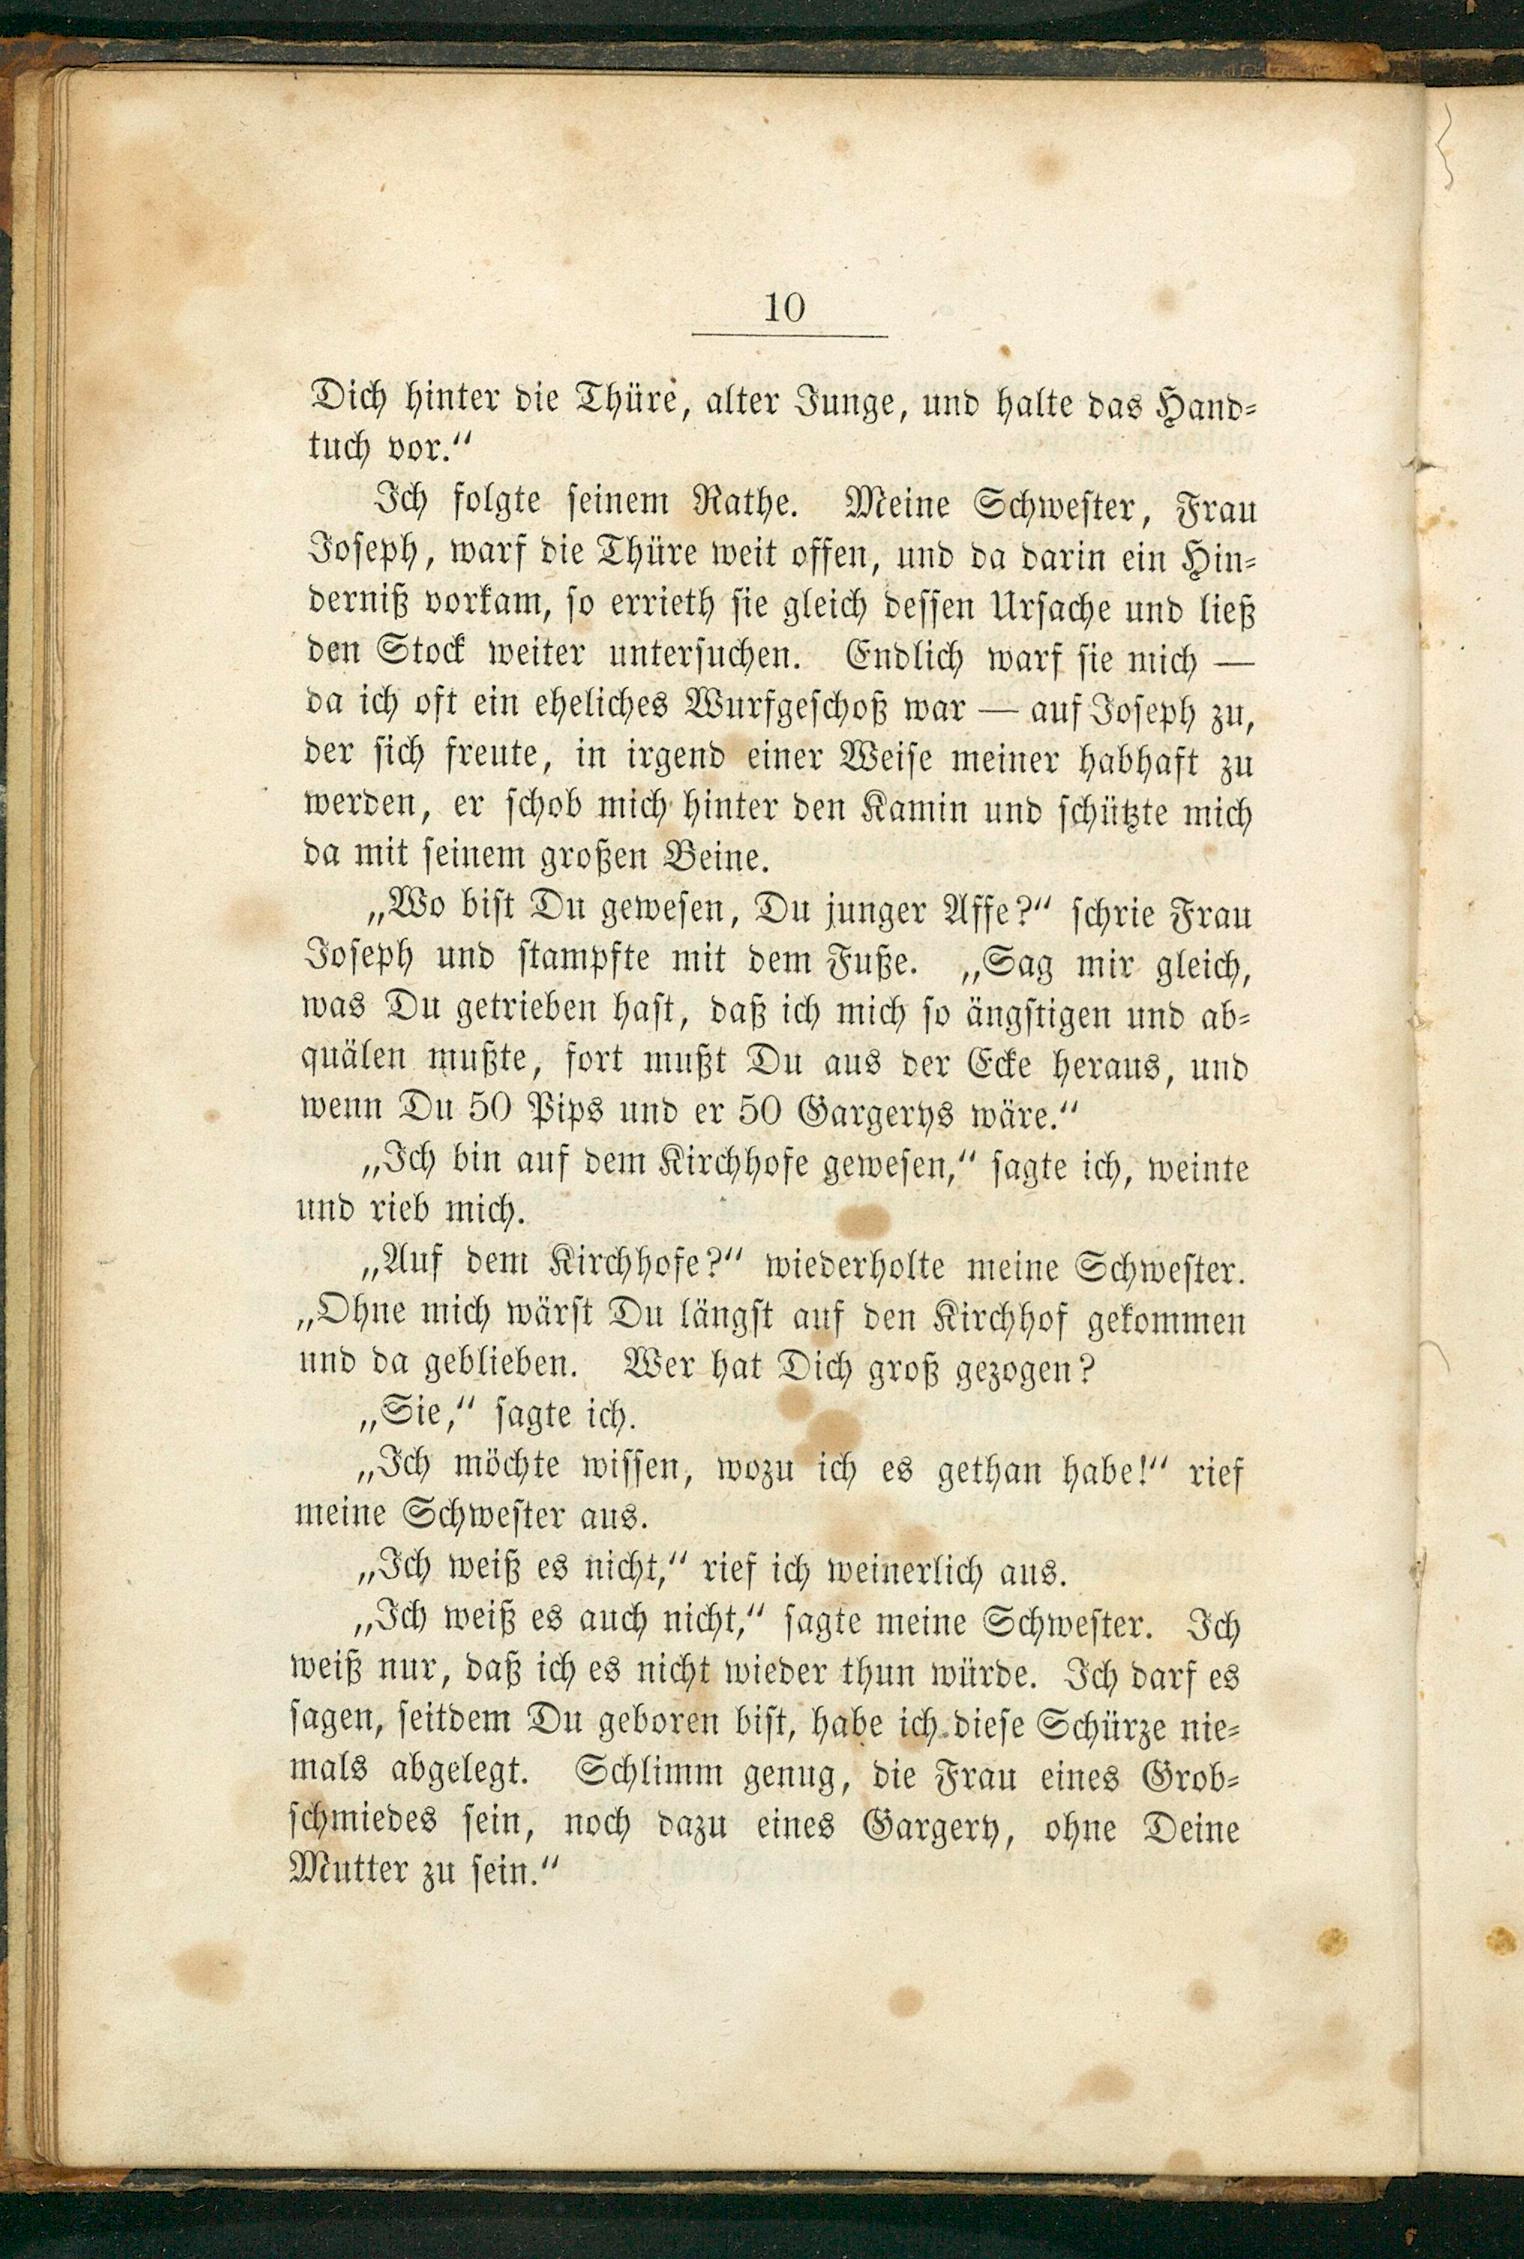 10
Dich hinter die Thüre, alter Junge, und halte das Hand-
tuch vor.“
Ich folgte seinem Rathe. Meine Schwester, Frau
Joseph, warf die Thüre weit offen, und da darin ein Hin-
derniß vorkam, so errieth sie gleich dessen Ursache und ließ
den Stock weiter untersuchen. Endlich warf sie mich —
da ich oft ein eheliches Wurfgeschoß war — auf Joseph zu,
der sich freute, in irgend einer Weise meiner habhaft zu
werden, er schob mich hinter den Kamin und schützte mich
da mit seinem großen Beine.
„Wo bist Du gewesen, Du junger Affe?“ schrie Frau
Joseph und stampfte mit dem Fuße. „Sag mir gleich,
was Du getrieben hast, daß ich mich so ängstigen und ab-
quälen mußte, fort mußt Du aus der Ecke heraus, und
wenn Du 50 Pips und er 50 Gargerys wäre.“
„Ich bin auf dem Kirchhofe gewesen,“ sagte ich, weinte
und rieb mich.
„Auf dem Kirchhofe?“ wiederholte meine Schwester.
„Ohne mich wärst Du längst auf den Kirchhof gekommen
und da geblieben. Wer hat Dich groß gezogen?
„Sie,“ sagte ich.
„Ich möchte wissen, wozu ich es gethan habe!“ rief
meine Schwester aus.
„Ich weiß es nicht,“ rief ich weinerlich aus.
„Ich weiß es auch nicht,“ sagte meine Schwester. Ich
weiß nur, daß ich es nicht wieder thun würde. Ich darf es
sagen, seitdem Du geboren bist, habe ich diese Schürze nie-
mals abgelegt. Schlimm genug, die Frau eines Grob-
schmiedes sein, noch dazu eines Gargery, ohne Deine
Mutter zu sein.“